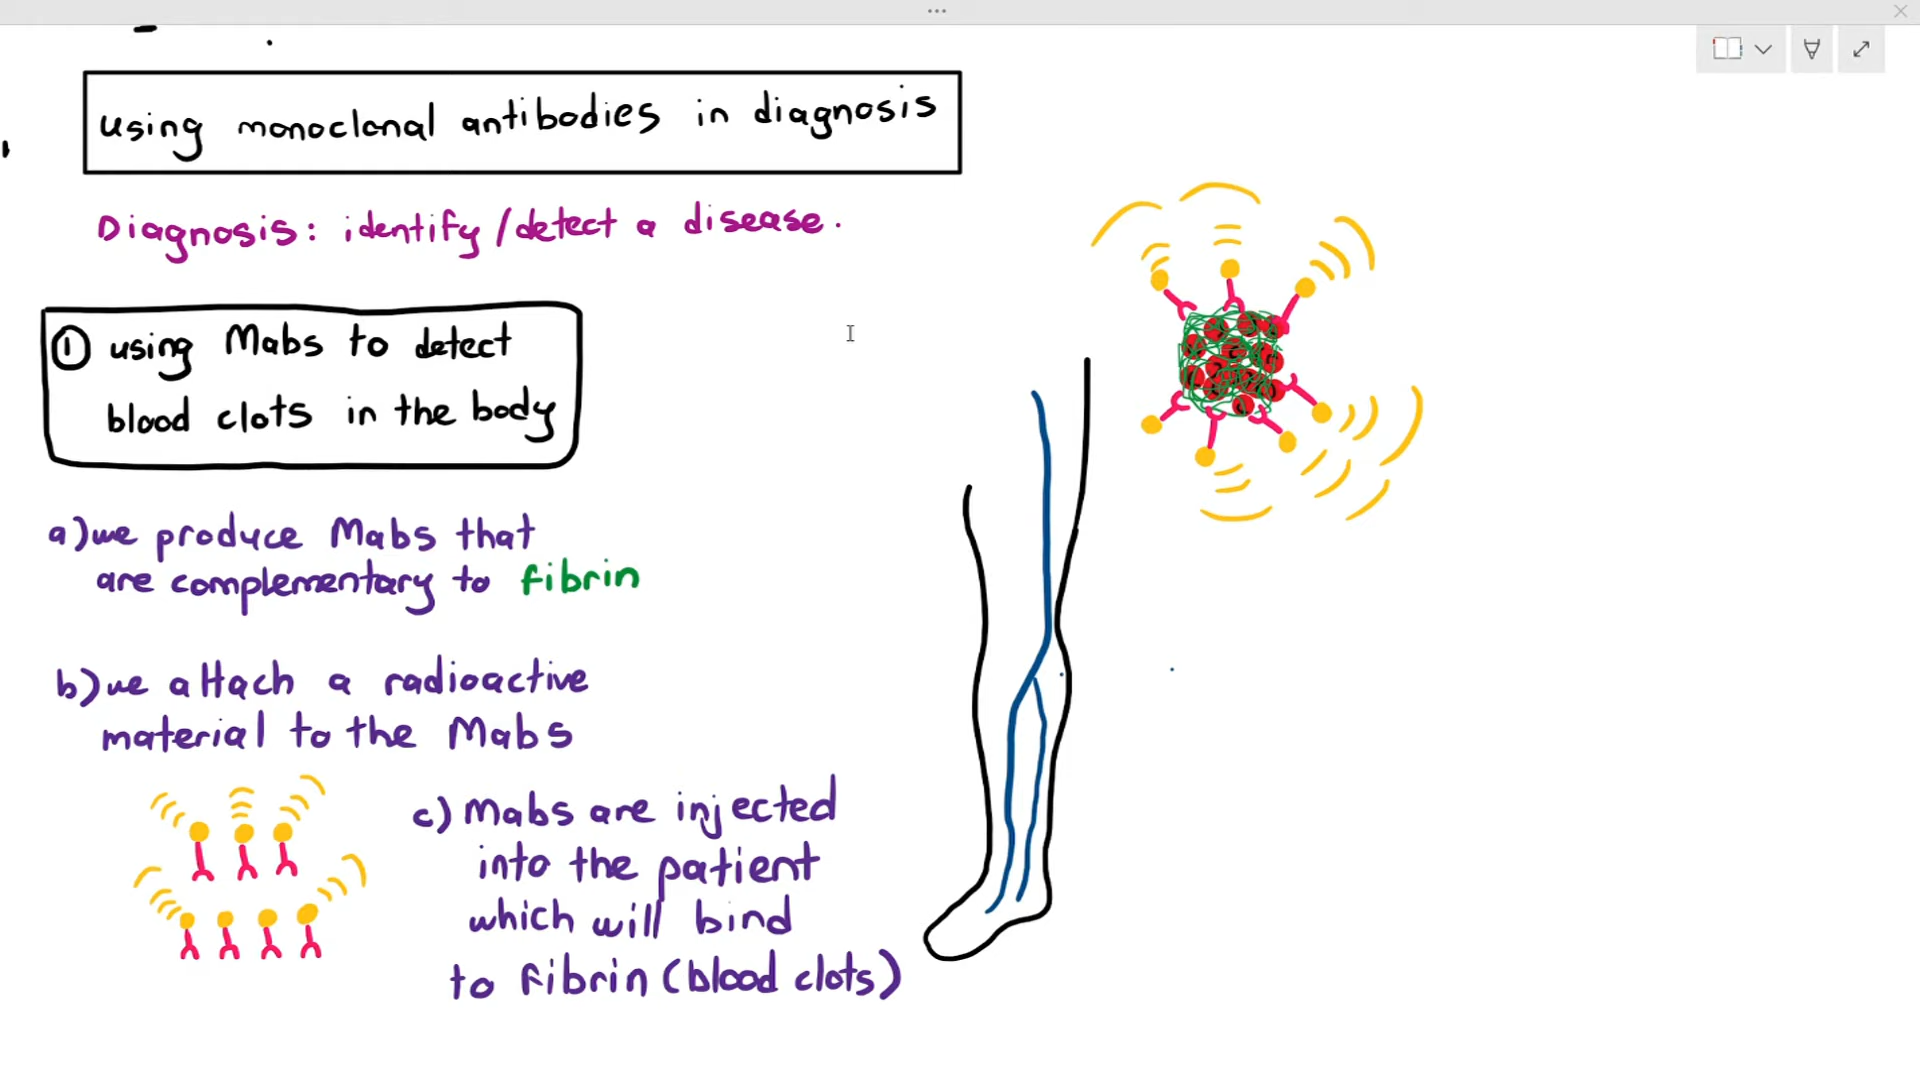 using monoclonal antibodies in diagnosis
Diagnosis: identify/detect a disease.
① using Mabs to detect
blood clots in the body
a) we produce Mabs that
are complementary to fibrin
b) we attach a radioactive
material to the Mabs
c) Mabs are injected
into the patient
which will bind
to fibrin (blood clots)